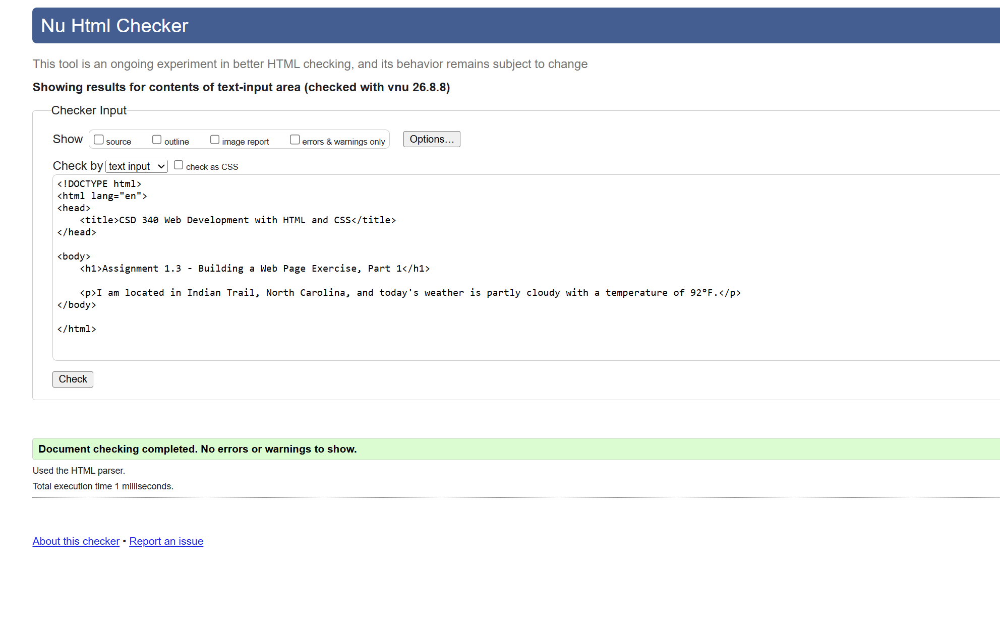 Nu Html Checker
This tool is an ongoing experiment in better HTML checking, and its behavior remains subject to change
Showing results for contents of text-input area (checked with vnu 26.8.8)
Checker Input
Show source outline image report errors & warnings only Options...
Check by text input check as CSS
<!DOCTYPE html>
<html lang="en">
<head>
    <title>CSD 340 Web Development with HTML and CSS</title>
</head>
<body>
    <h1>Assignment 1.3 - Building a Web Page Exercise, Part 1</h1>
    <p>I am located in Indian Trail, North Carolina, and today's weather is partly cloudy with a temperature of 92°F.</p>
</body>
</html>
Check
Document checking completed. No errors or warnings to show.
Used the HTML parser.
Total execution time 1 milliseconds.
About this checker • Report an issue